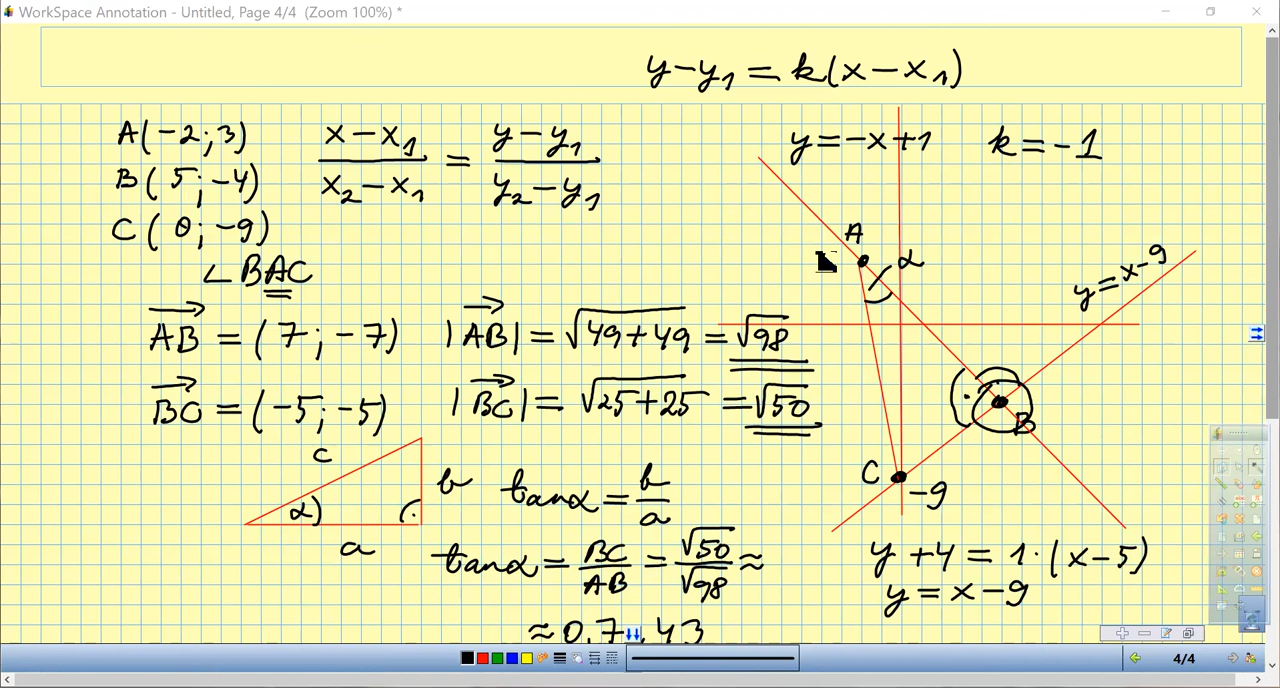 WorkSpace Annotation - Untitled, Page 4/4 (Zoom 100%) *
y-y₁ = k(x-x₁)
A(-2;3)
B(5;-4)
C(0;-9)
(x-x₁)/(x₂-x₁) = (y-y₁)/(y₂-y₁)
y=-x+1
k=-1
∠BAC
A
α
y=x-9
AB = (7;-7)
|AB| = √49+49 = √98
BC = (-5;-5)
|BC| = √25+25 = √50
B
C
-9
c
b
α
a
tanα = b/a
tanα = BC/AB = √50/√98 ≈
y+4 = 1·(x-5)
y = x-9
4/4